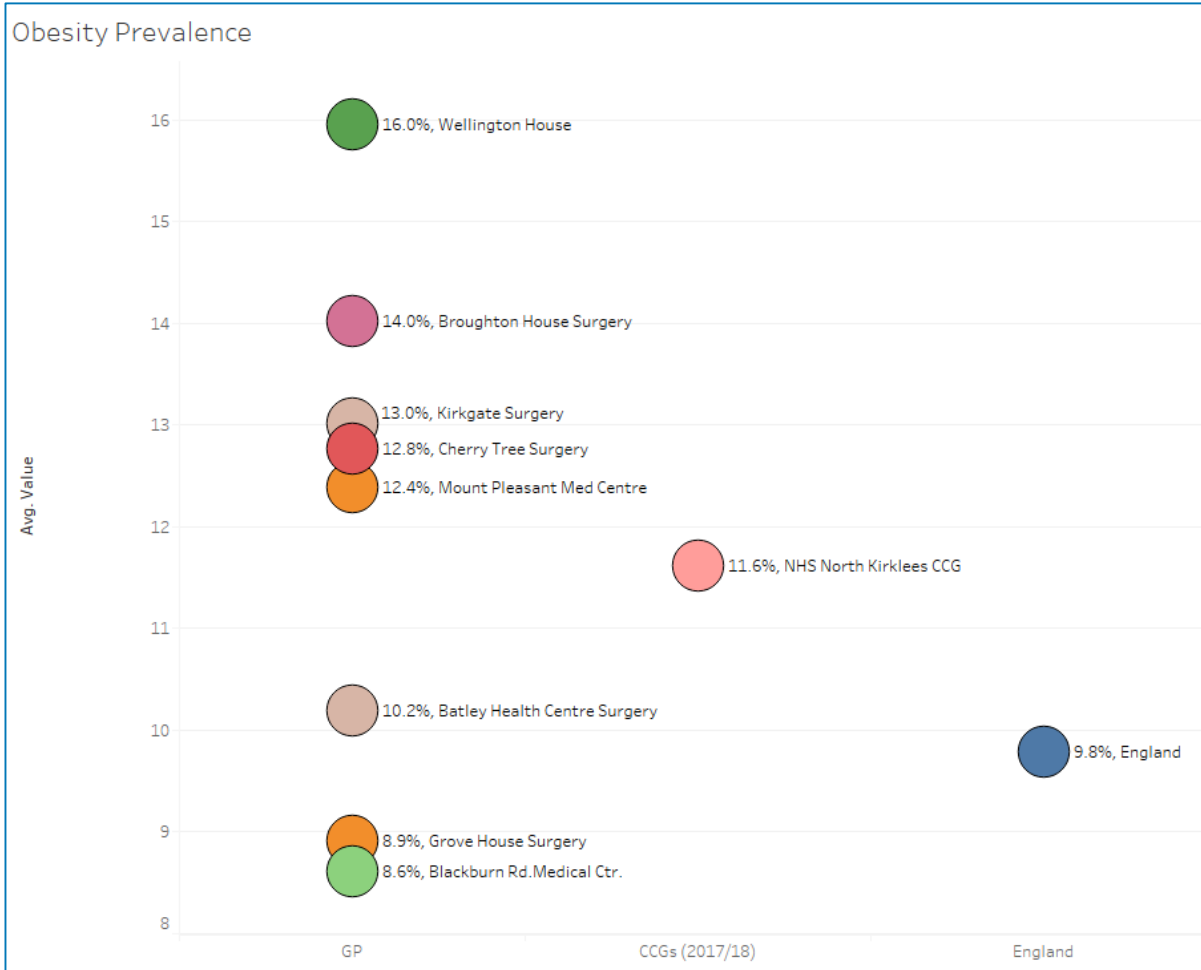 Obesity Prevalence
16
16.0%, Wellington House
15
14
14.0%, Broughton House Surgery
13.0%, Kirkgate Surgery
13
12.8%, Cherry Tree Surgery
12.4%, Mount Pleasant Med Centre
Avg. Value
12
11.6%, NHS North Kirklees CCG
11
10.2%, Batley Health Centre Surgery
10
9.8%, England
9
8.9%, Grove House Surgery
8.6%, Blackburn Rd.Medical Ctr.
8
GP
CCGs (2017/18)
England